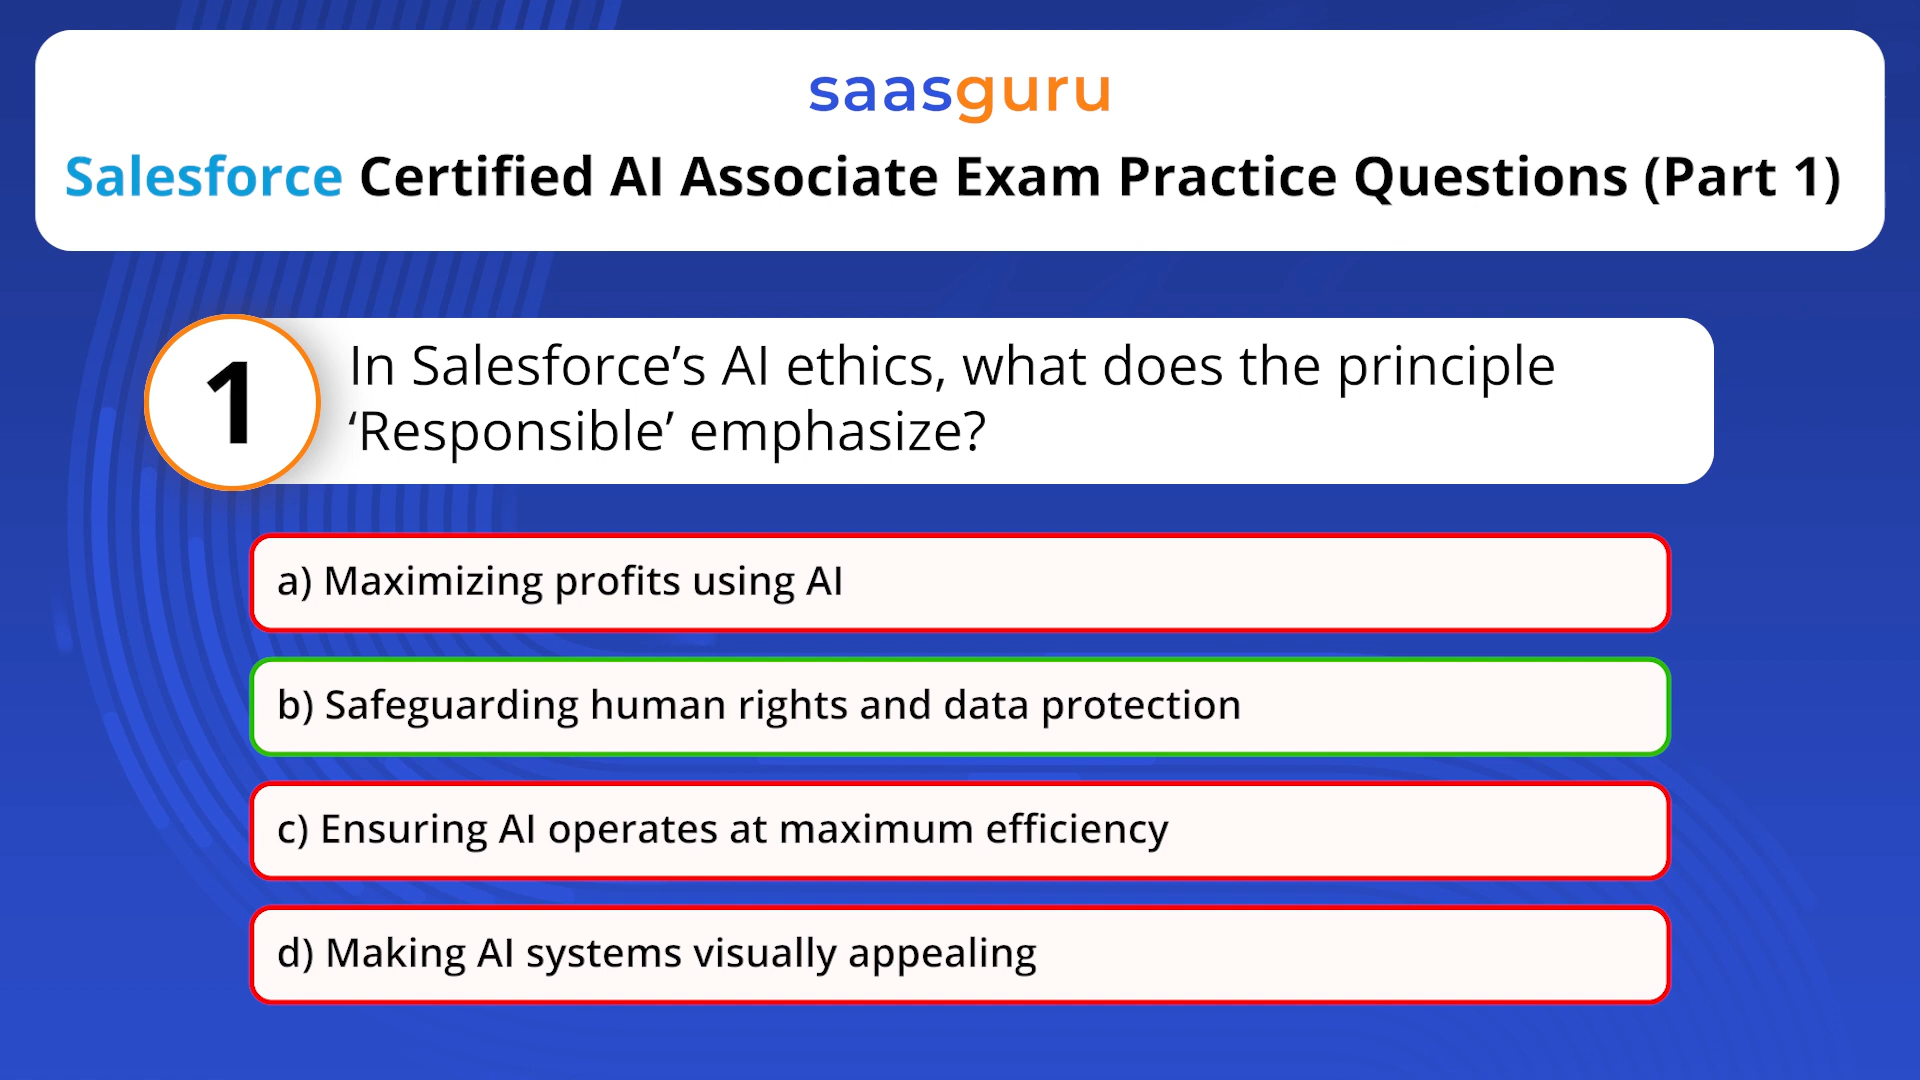 saasguru
Salesforce Certified AI Associate Exam Practice Questions (Part 1)
1
In Salesforce’s AI ethics, what does the principle
‘Responsible’ emphasize?
a) Maximizing profits using AI
b) Safeguarding human rights and data protection
c) Ensuring AI operates at maximum efficiency
d) Making AI systems visually appealing